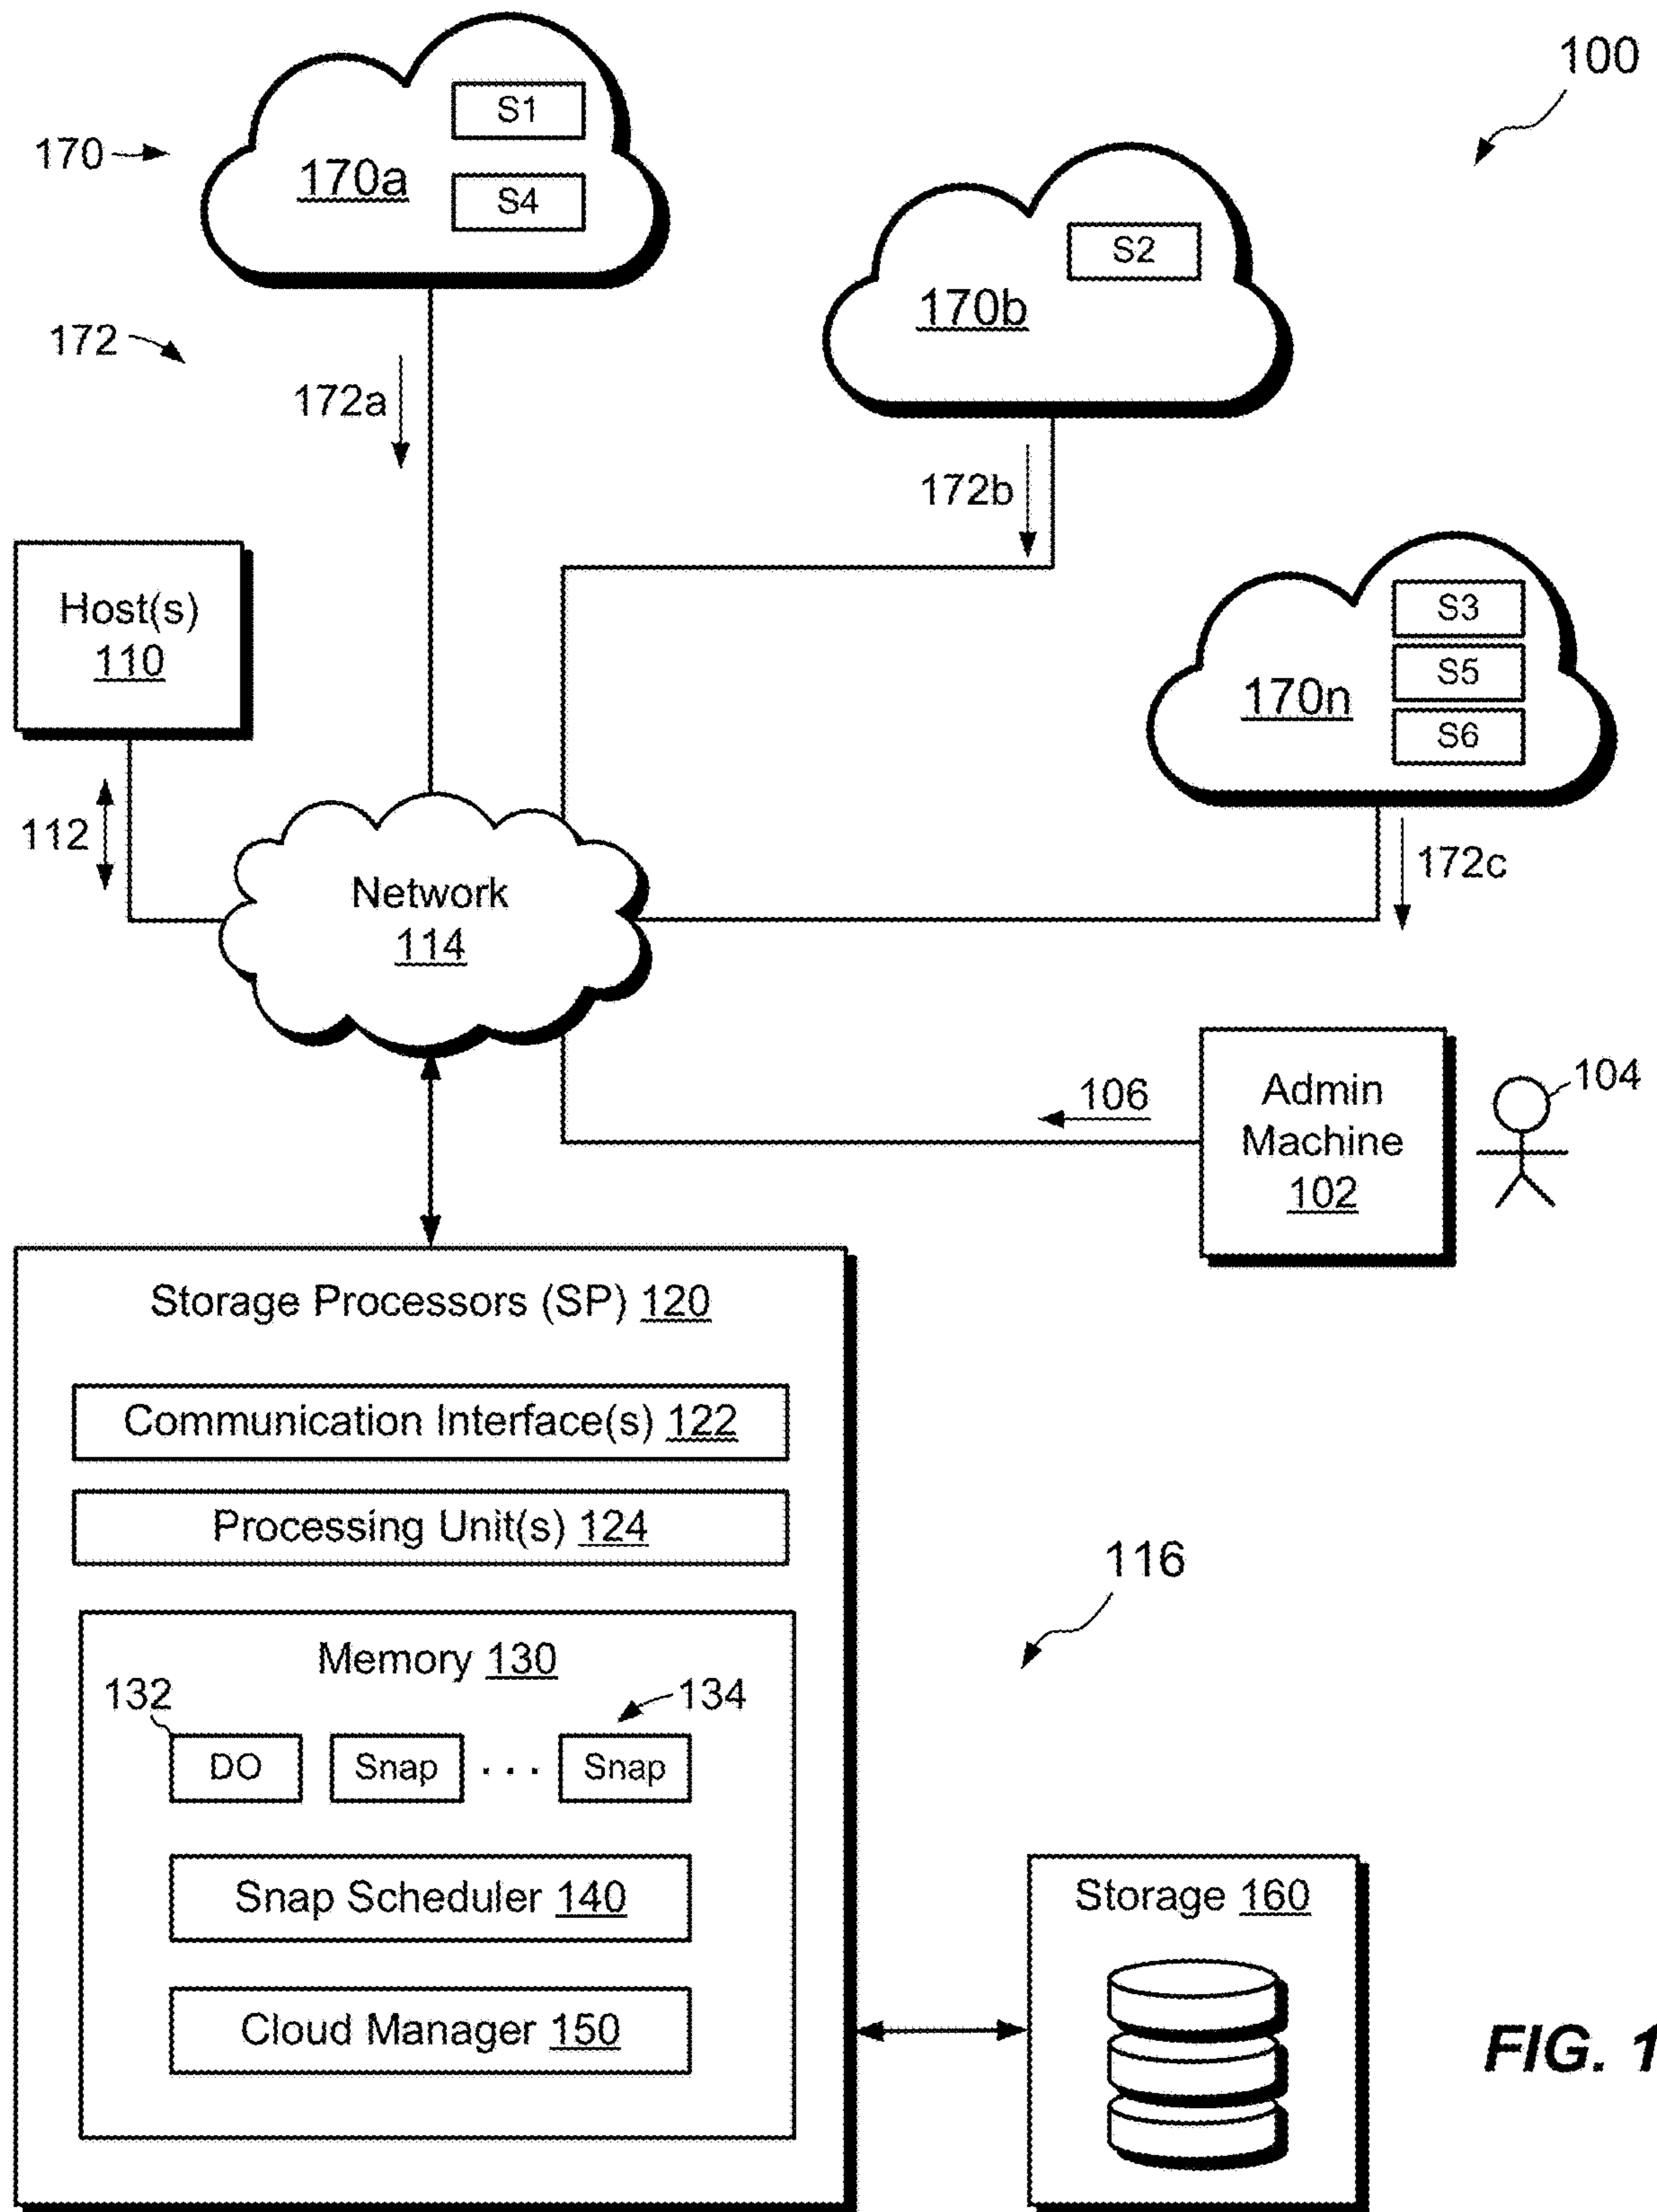 100
S1
170
170a
S4
S2
170b
172
172a
172b
Host(s)
110
S3
S5
170n
S6
112
172c
Network
114
Admin
Machine
102
104
106
Storage Processors (SP) 120
Communication Interface(s) 122
Processing Unit(s) 124
116
Memory 130
132
134
DO
Snap
. . .
Snap
Snap Scheduler 140
Storage 160
Cloud Manager 150
FIG. 1